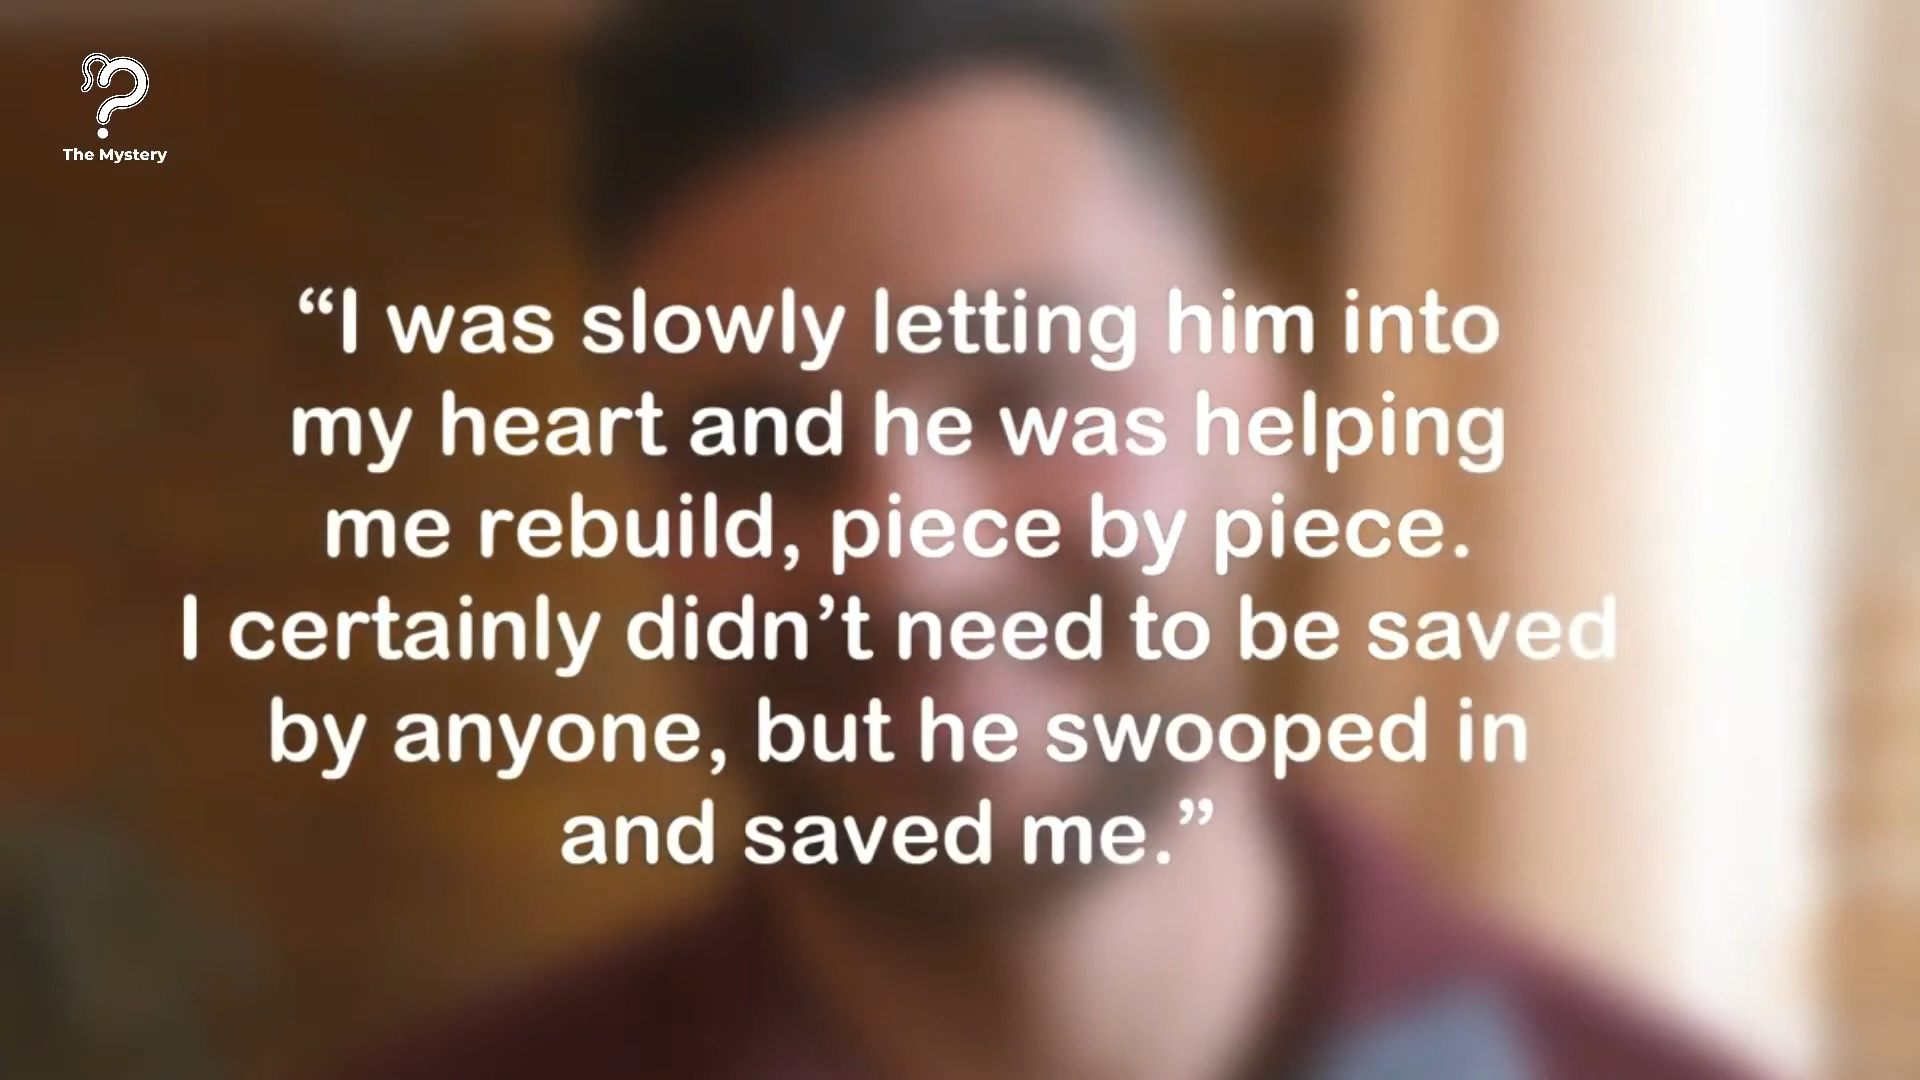 The Mystery
“I was slowly letting him into
my heart and he was helping
me rebuild, piece by piece.
I certainly didn’t need to be saved
by anyone, but he swooped in
and saved me.”